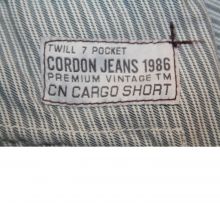 TWILL 7 POCKET
CORDON JEANS 1986
PREMIUM VINTAGE TM
CN CARGO SHORT